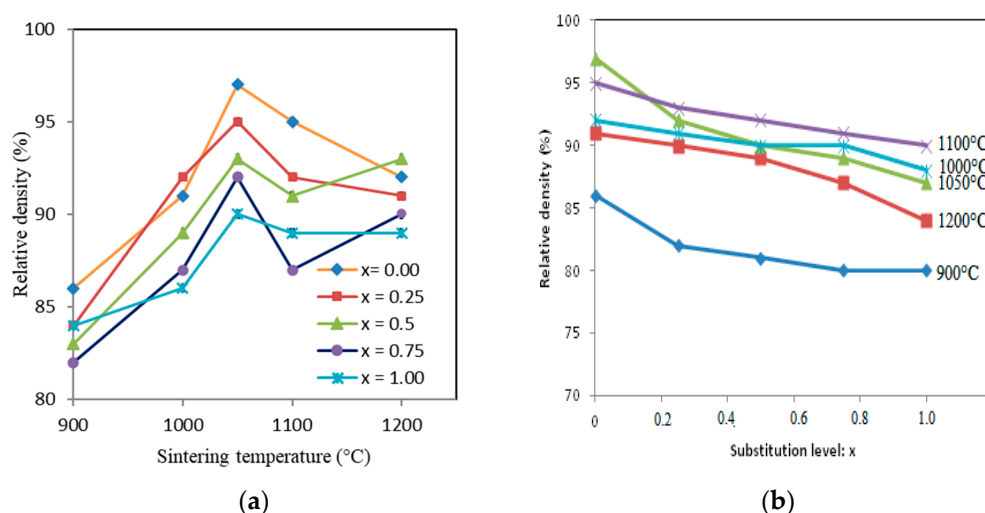 100
95
90
85
80
Relative density (%)
900
1000
1100
1200
Sintering temperature (°C)
x= 0.00
x = 0.25
x = 0.5
x = 0.75
x = 1.00
(a)
100
95
90
85
80
75
70
Relative density (%)
0
0.2
0.4
0.6
0.8
1.0
Substitution level: x
1100°C
1000°C
1050°C
1200°C
900°C
(b)